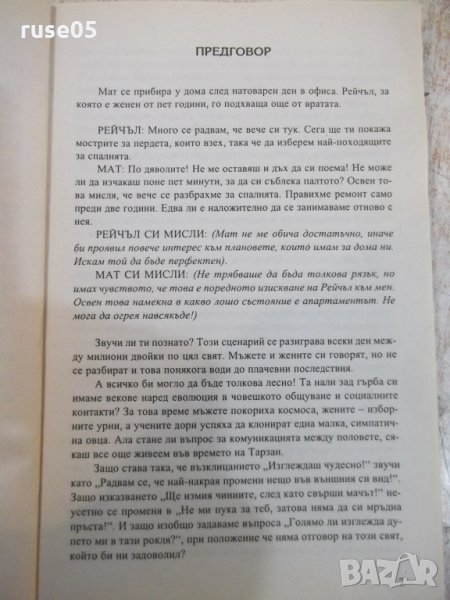 ruse05
ПРЕДГОВОР
Мат се прибира у дома след натоварен ден в офиса. Рейчъл, за
която е женен от пет години, го подхваща още от вратата.
РЕЙЧЪЛ: Много се радвам, че вече си тук. Сега ще ти покажа
мострите за пердета, които взех, така че да изберем най-походящите
за спалнята.
МАТ: По дяволите! Не ме оставяш и дъх да си поема! Не може
ли да изчакаш поне пет минути, за да си съблека палтото? Освен
това мисля, че вече се разбрахме за спалнята. Правихме ремонт само
преди две години. Едва ли е наложително да се занимаваме отново с
нея.
РЕЙЧЪЛ СИ МИСЛИ: (Мат не ме обича достатъчно, иначе
би проявил повече интерес към плановете, които имам за дома ни.
Искам той да бъде перфектен).
МАТ СИ МИСЛИ: (Не трябваше да бъда толкова рязък, но
имах чувството, че това е поредното изискване на Рейчъл към мен.
Освен това намекна в какво лошо състояние е апартаментът. Не
мога да огрея навсякъде!)
Звучи ли ти познато? Този сценарий се разиграва всеки ден меж-
ду милиони двойки по цял свят. Мъжете и жените си говорят, но не
се разбират и това понякога води до плачевни последствия.
А всичко би могло да бъде толкова лесно! Та нали зад гърба си
имаме векове наред еволюция в човешкото общуване и социалните
контакти? За това време мъжете покориха космоса, жените – избор-
ните урни, а учените дори успяха да клонират една малка, симпатич-
на овца. Ала стане ли въпрос за комуникацията между половете, ся-
каш все още живеем във времето на Тарзан.
Защо става така, че възклицанието „Изглеждаш чудесно!“ звучи
като „Радвам се, че най-накрая промени нещо във външния си вид!“.
Защо изказването „Ще измия чиниите, след като свърши мачът!“ не-
усетно се променя в „Не ми пука за теб, затова няма да си мръдна
пръста!“. И защо изобщо задаваме въпроса „Голямо ли изглежда ду-
пето ми в тази рокля?“, при положение че няма отговор на този свят,
който би ни задоволил?
BAZAR